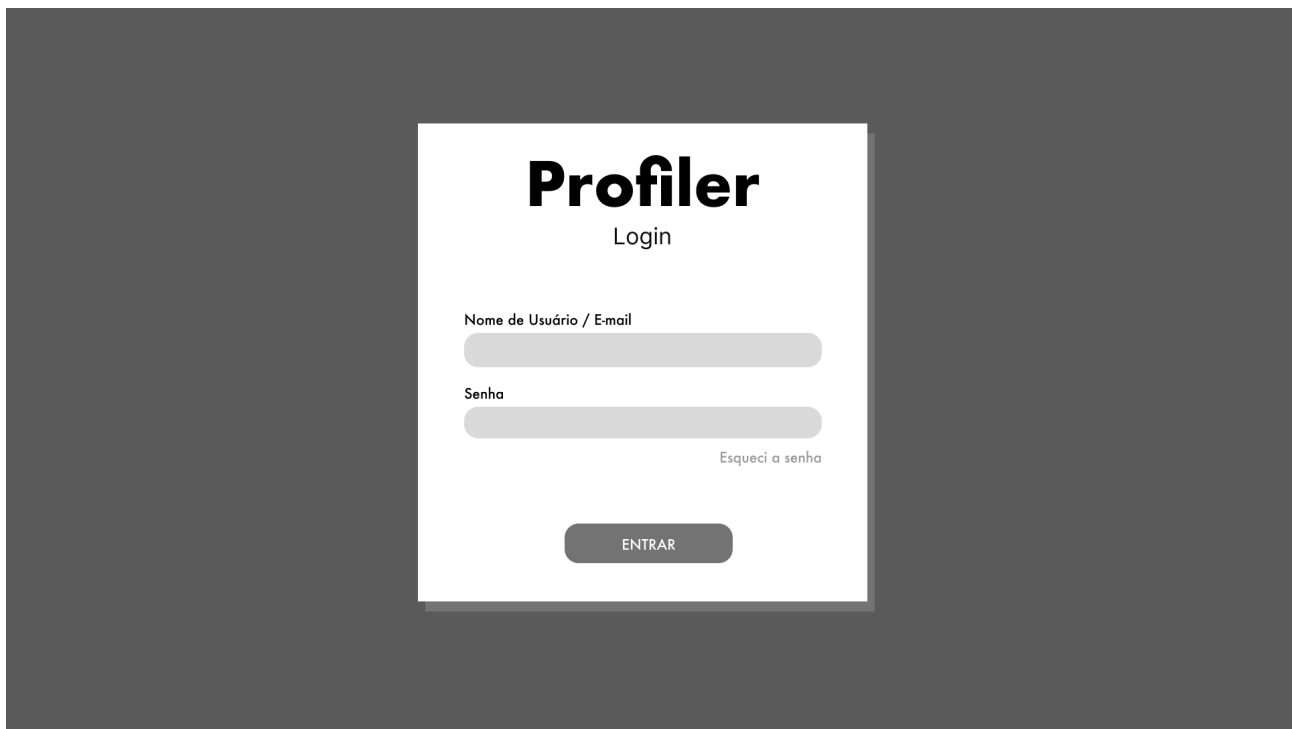 Profiler
Login
Nome de Usuário / E-mail
Senha
Esqueci a senha
ENTRAR